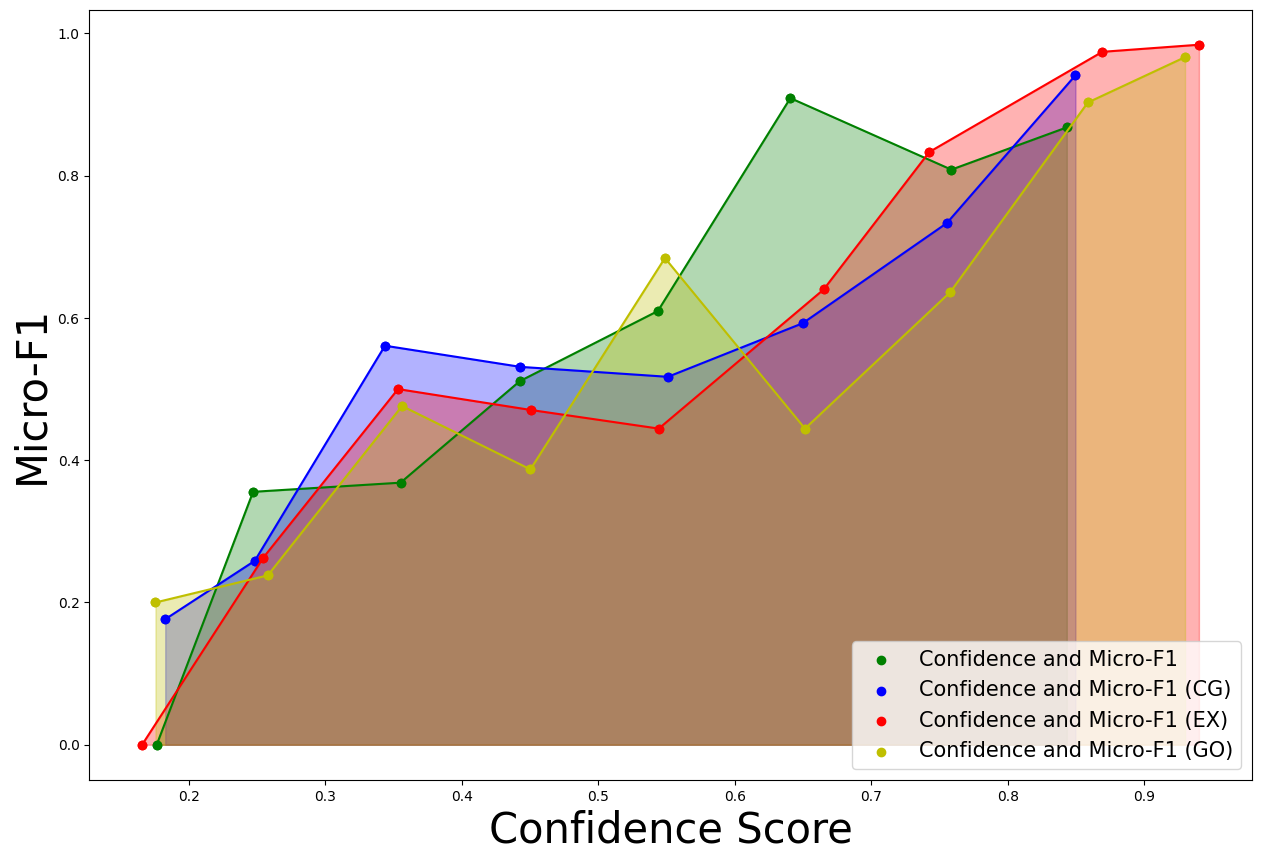 1.0
0.8
0.6
0.4
0.2
0.0
Micro-F1
0.2 0.3 0.4 0.5 0.6 0.7 0.8 0.9
Confidence Score
Confidence and Micro-F1
Confidence and Micro-F1 (CG)
Confidence and Micro-F1 (EX)
Confidence and Micro-F1 (GO)